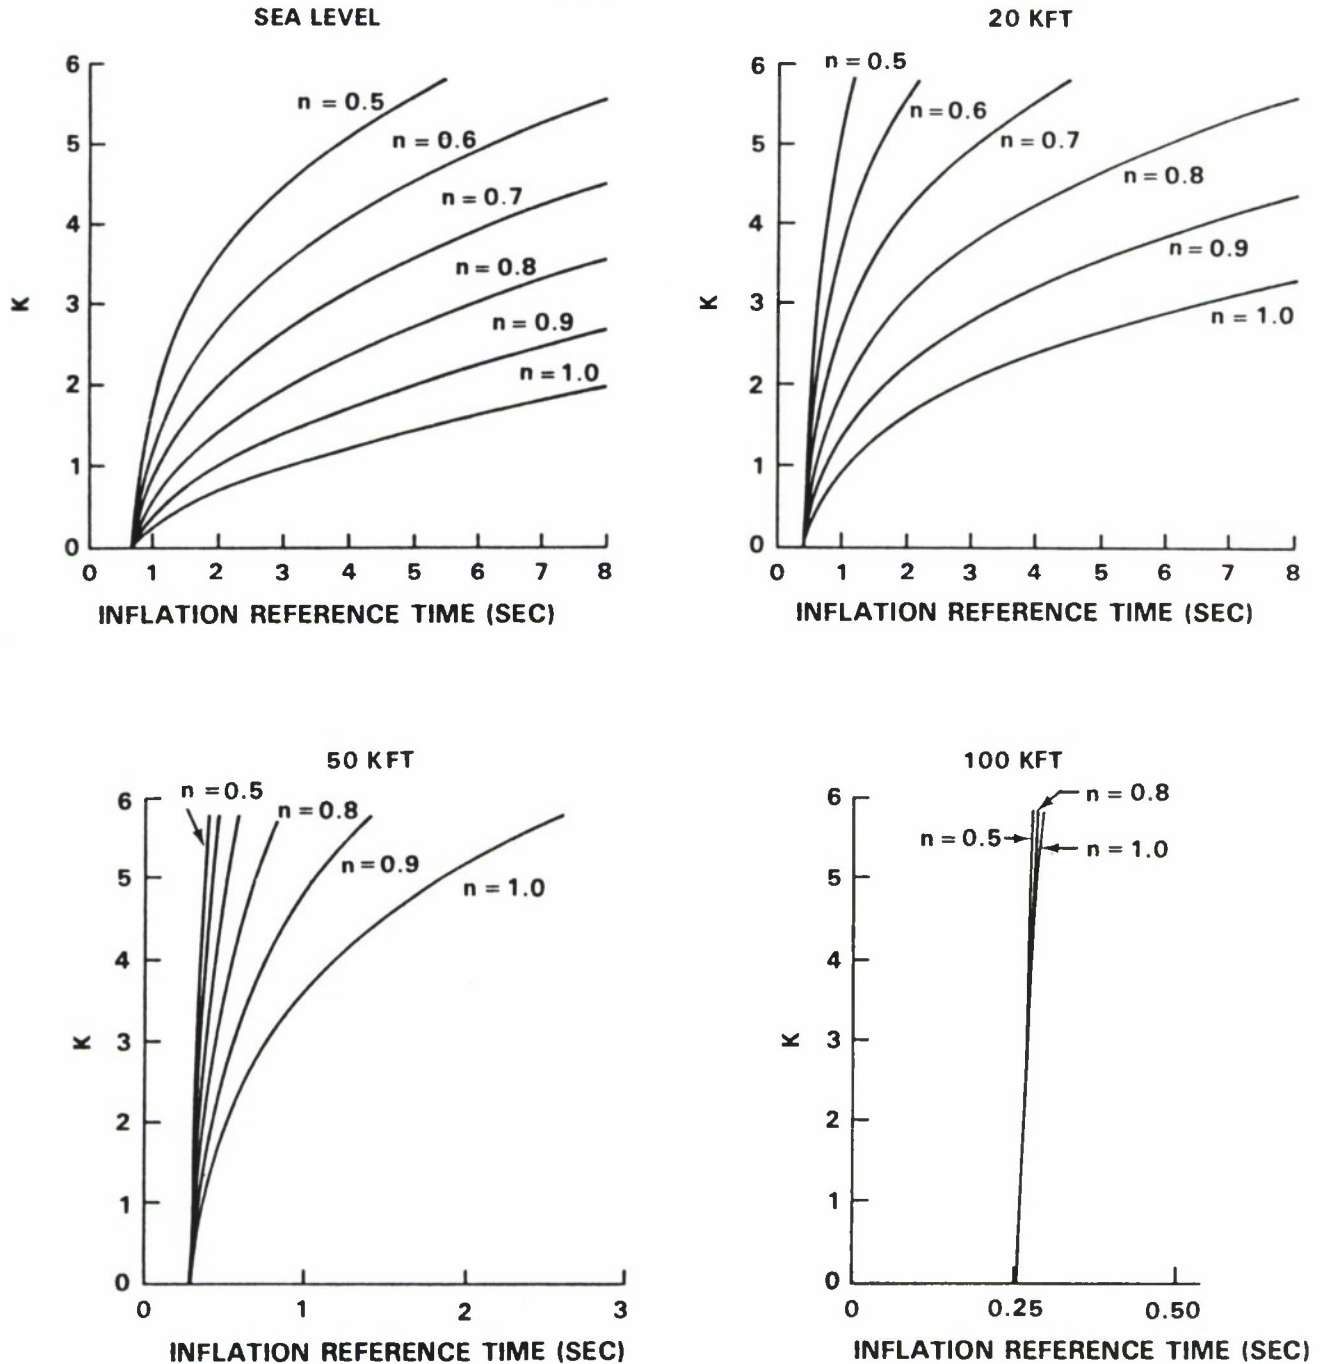 SEA LEVEL
6
5
4
3
2
1
0
K
n = 0.5
n = 0.6
n = 0.7
n = 0.8
n = 0.9
n = 1.0
0 1 2 3 4 5 6 7 8
INFLATION REFERENCE TIME (SEC)
20 KFT
6
5
4
3
2
1
0
K
n = 0.5
n = 0.6
n = 0.7
n = 0.8
n = 0.9
n = 1.0
0 1 2 3 4 5 6 7 8
INFLATION REFERENCE TIME (SEC)
50 KFT
6
5
4
3
2
1
0
K
n = 0.5
n = 0.8
n = 0.9
n = 1.0
0 1 2 3
INFLATION REFERENCE TIME (SEC)
100 KFT
6
5
4
3
2
1
0
K
n = 0.8
n = 0.5
n = 1.0
0 0.25 0.50
INFLATION REFERENCE TIME (SEC)